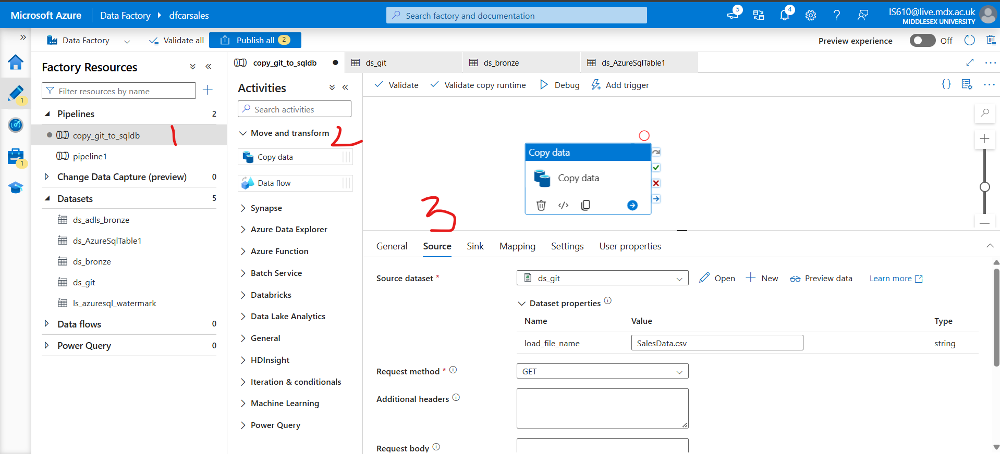 Microsoft Azure
Data Factory
dfcarsales
Search factory and documentation
5
4
IS610@live.mdx.ac.uk
MIDDLESEX UNIVERSITY
Data Factory
Validate all
Publish all
2
Preview experience
Off
1
1
Factory Resources
Filter resources by name
Pipelines
2
copy_git_to_sqldb
1
pipeline1
Change Data Capture (preview)
0
Datasets
5
ds_adls_bronze
ds_AzureSqlTable1
ds_bronze
ds_git
ls_azuresql_watermark
Data flows
0
Power Query
0
copy_git_to_sqldb
ds_git
ds_bronze
ds_AzureSqlTable1
Activities
Search activities
Move and transform
2
Copy data
Data flow
Synapse
Azure Data Explorer
Azure Function
Batch Service
Databricks
Data Lake Analytics
General
HDInsight
Iteration & conditionals
Machine Learning
Power Query
Validate
Validate copy runtime
Debug
Add trigger
Copy data
Copy data
3
General
Source
Sink
Mapping
Settings
User properties
Source dataset *
ds_git
Open
New
Preview data
Learn more
Dataset properties
Name
Value
Type
load_file_name
SalesData.csv
string
Request method *
GET
Additional headers
Request body